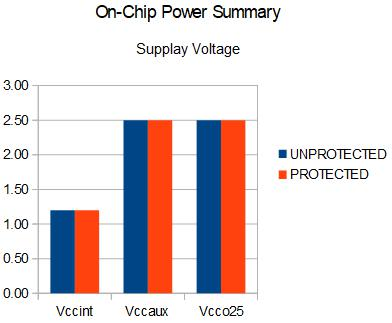 On-Chip Power Summary
Supplay Voltage
3.00
2.50
2.00
1.50
1.00
0.50
0.00
Vccint Vccaux Vcco25
UNPROTECTED
PROTECTED